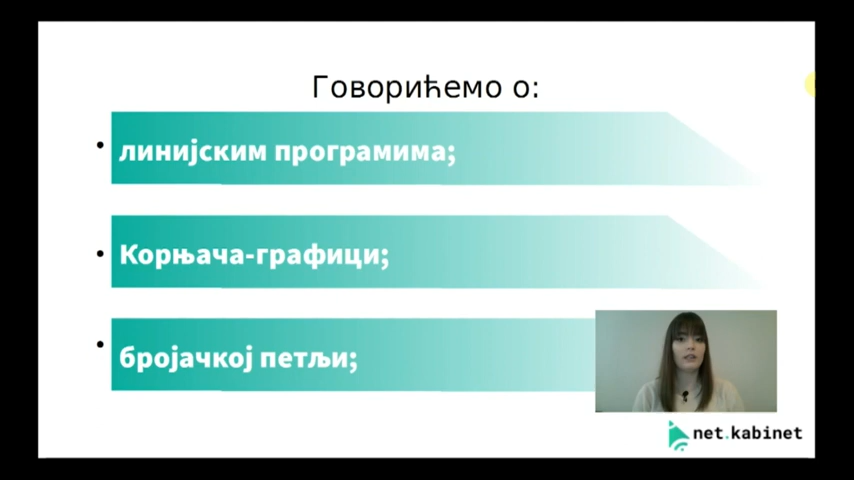 Говорићемо о:
линијским програмима;
Корњача-графици;
бројачкој петљи;
net.kabinet